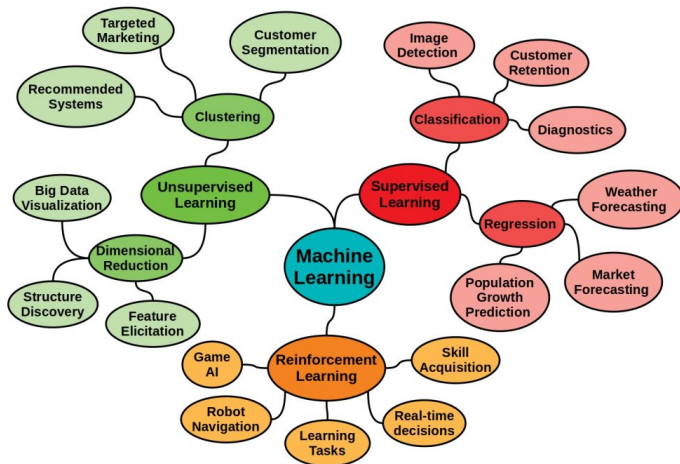 Targeted
Marketing
Customer
Segmentation
Recommended
Systems
Clustering
Unsupervised
Learning
Big Data
Visualization
Dimensional
Reduction
Structure
Discovery
Feature
Elicitation
Image
Detection
Customer
Retention
Classification
Diagnostics
Supervised
Learning
Weather
Forecasting
Regression
Population
Growth
Prediction
Market
Forecasting
Machine
Learning
Reinforcement
Learning
Game
AI
Skill
Acquisition
Robot
Navigation
Learning
Tasks
Real-time
decisions